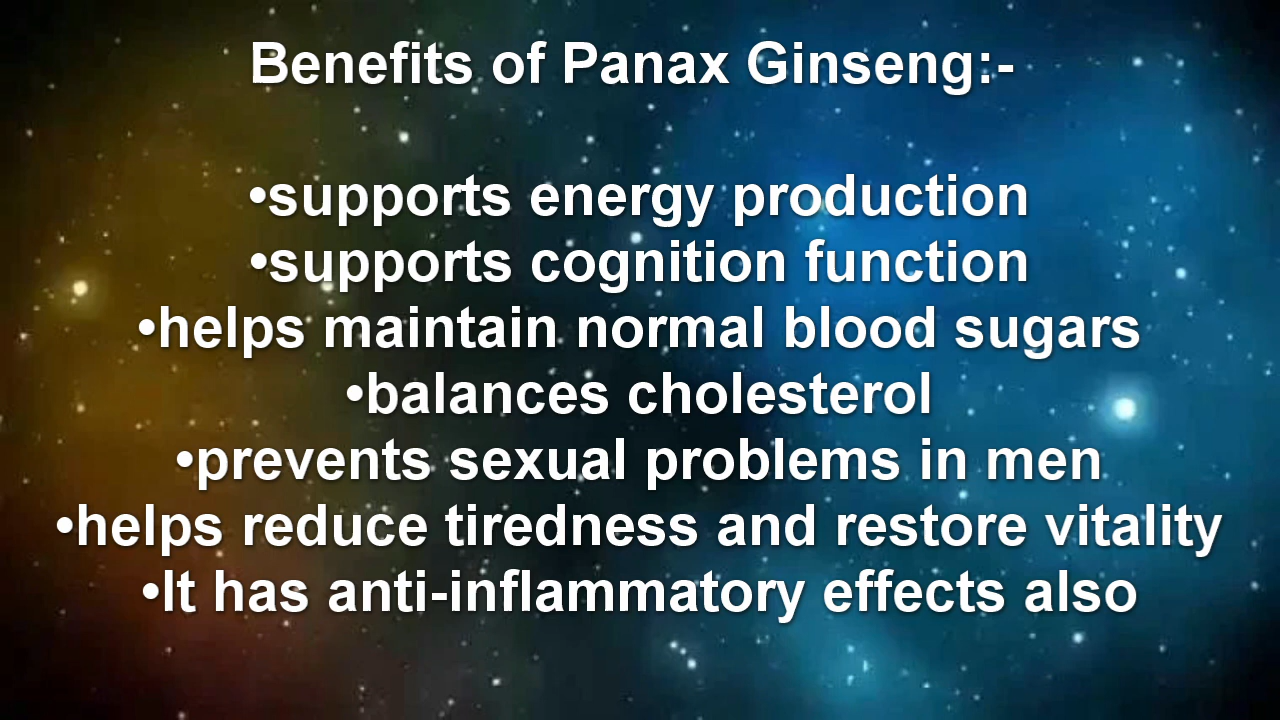 Benefits of Panax Ginseng:-
•supports energy production
•supports cognition function
•helps maintain normal blood sugars
•balances cholesterol
•prevents sexual problems in men
•helps reduce tiredness and restore vitality
•It has anti-inflammatory effects also